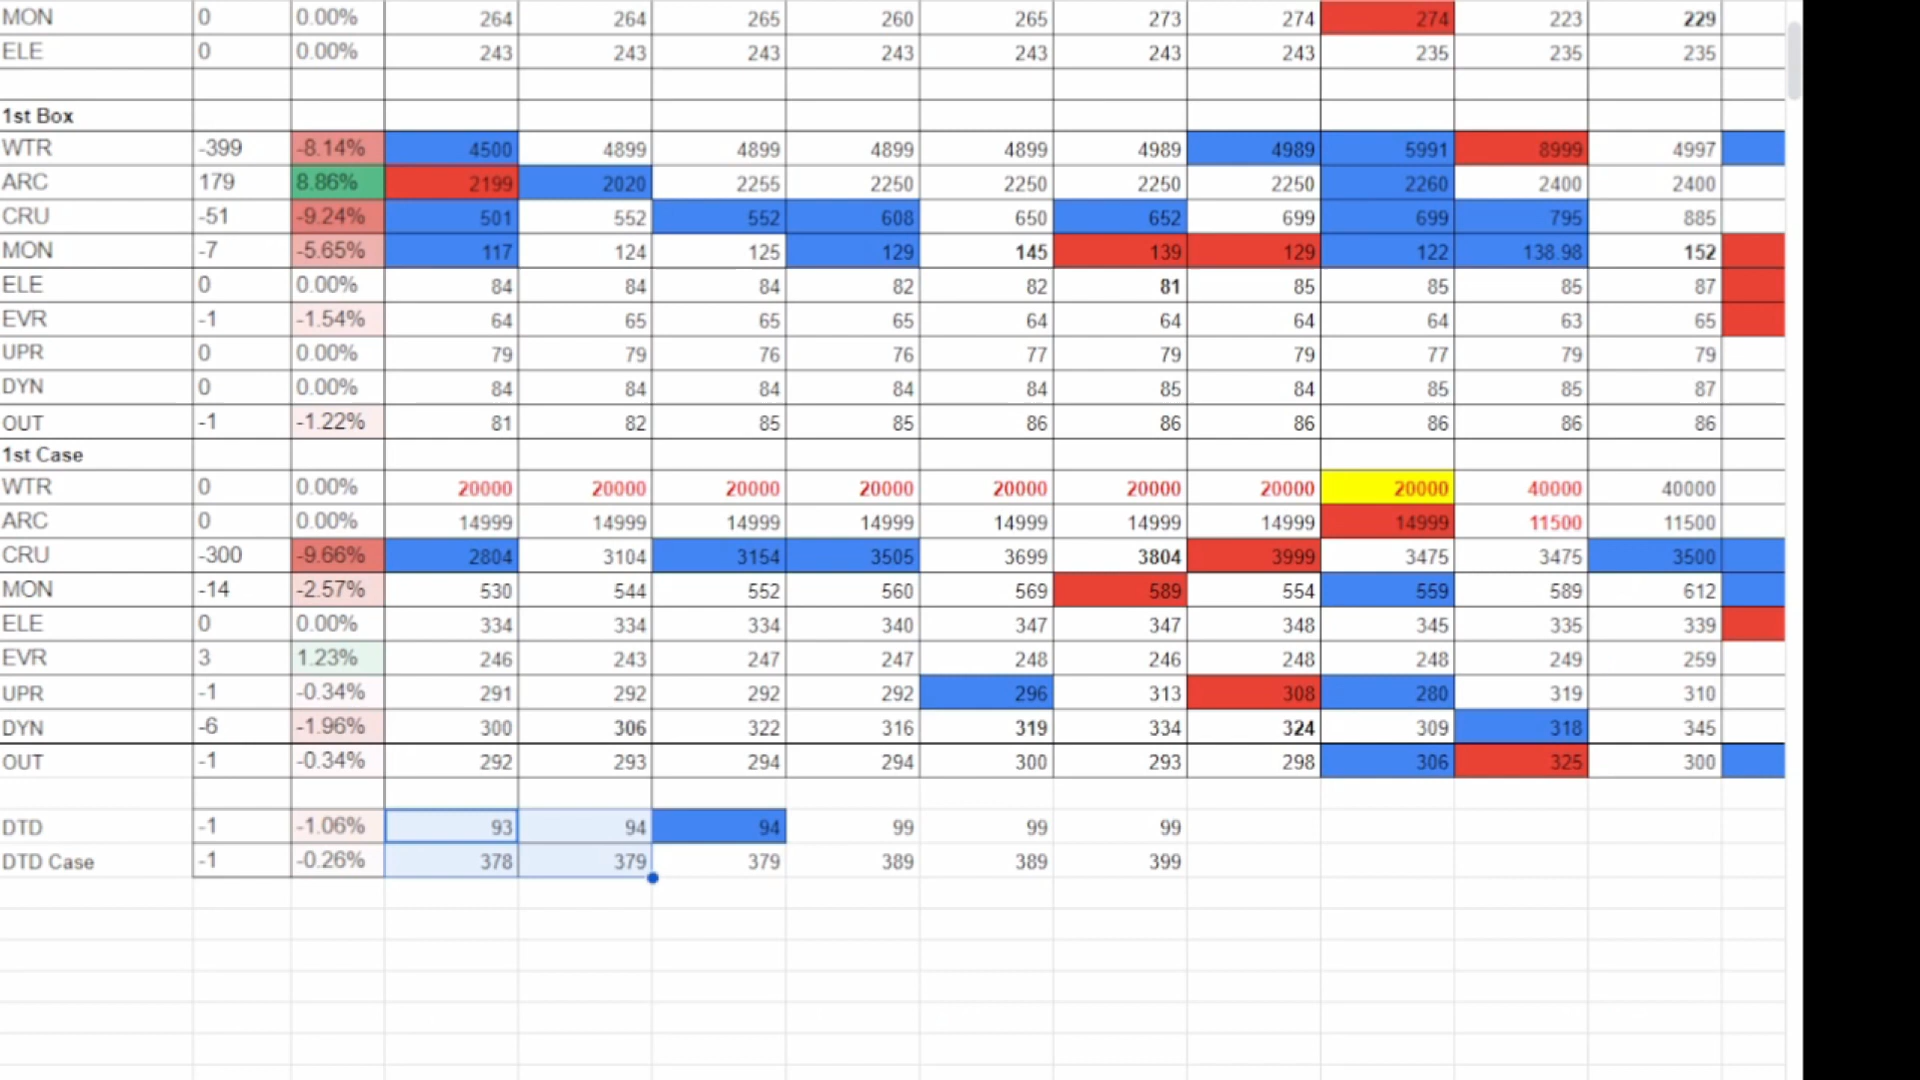 MON 0 0.00% 264 264 265 260 265 273 274 274 223 229
ELE 0 0.00% 243 243 243 243 243 243 243 235 235 235
1st Box
WTR -399 -8.14% 4500 4899 4899 4899 4899 4989 4989 5991 8999 4997
ARC 179 8.86% 2199 2020 2255 2250 2250 2250 2250 2260 2400 2400
CRU -51 -9.24% 501 552 552 608 650 652 699 699 795 885
MON -7 -5.65% 117 124 125 129 145 139 129 122 138.98 152
ELE 0 0.00% 84 84 84 82 82 81 85 85 85 87
EVR -1 -1.54% 64 65 65 65 64 64 64 64 63 65
UPR 0 0.00% 79 79 76 76 77 79 79 77 79 79
DYN 0 0.00% 84 84 84 84 84 85 84 85 85 87
OUT -1 -1.22% 81 82 85 85 86 86 86 86 86 86
1st Case
WTR 0 0.00% 20000 20000 20000 20000 20000 20000 20000 20000 40000 40000
ARC 0 0.00% 14999 14999 14999 14999 14999 14999 14999 14999 11500 11500
CRU -300 -9.66% 2804 3104 3154 3505 3699 3804 3999 3475 3475 3500
MON -14 -2.57% 530 544 552 560 569 589 554 559 589 612
ELE 0 0.00% 334 334 334 340 347 347 348 345 335 339
EVR 3 1.23% 246 243 247 247 248 246 248 248 249 259
UPR -1 -0.34% 291 292 292 292 296 313 308 280 319 310
DYN -6 -1.96% 300 306 322 316 319 334 324 309 318 345
OUT -1 -0.34% 292 293 294 294 300 293 298 306 325 300
DTD -1 -1.06% 93 94 94 99 99 99
DTD Case -1 -0.26% 378 379 379 389 389 399